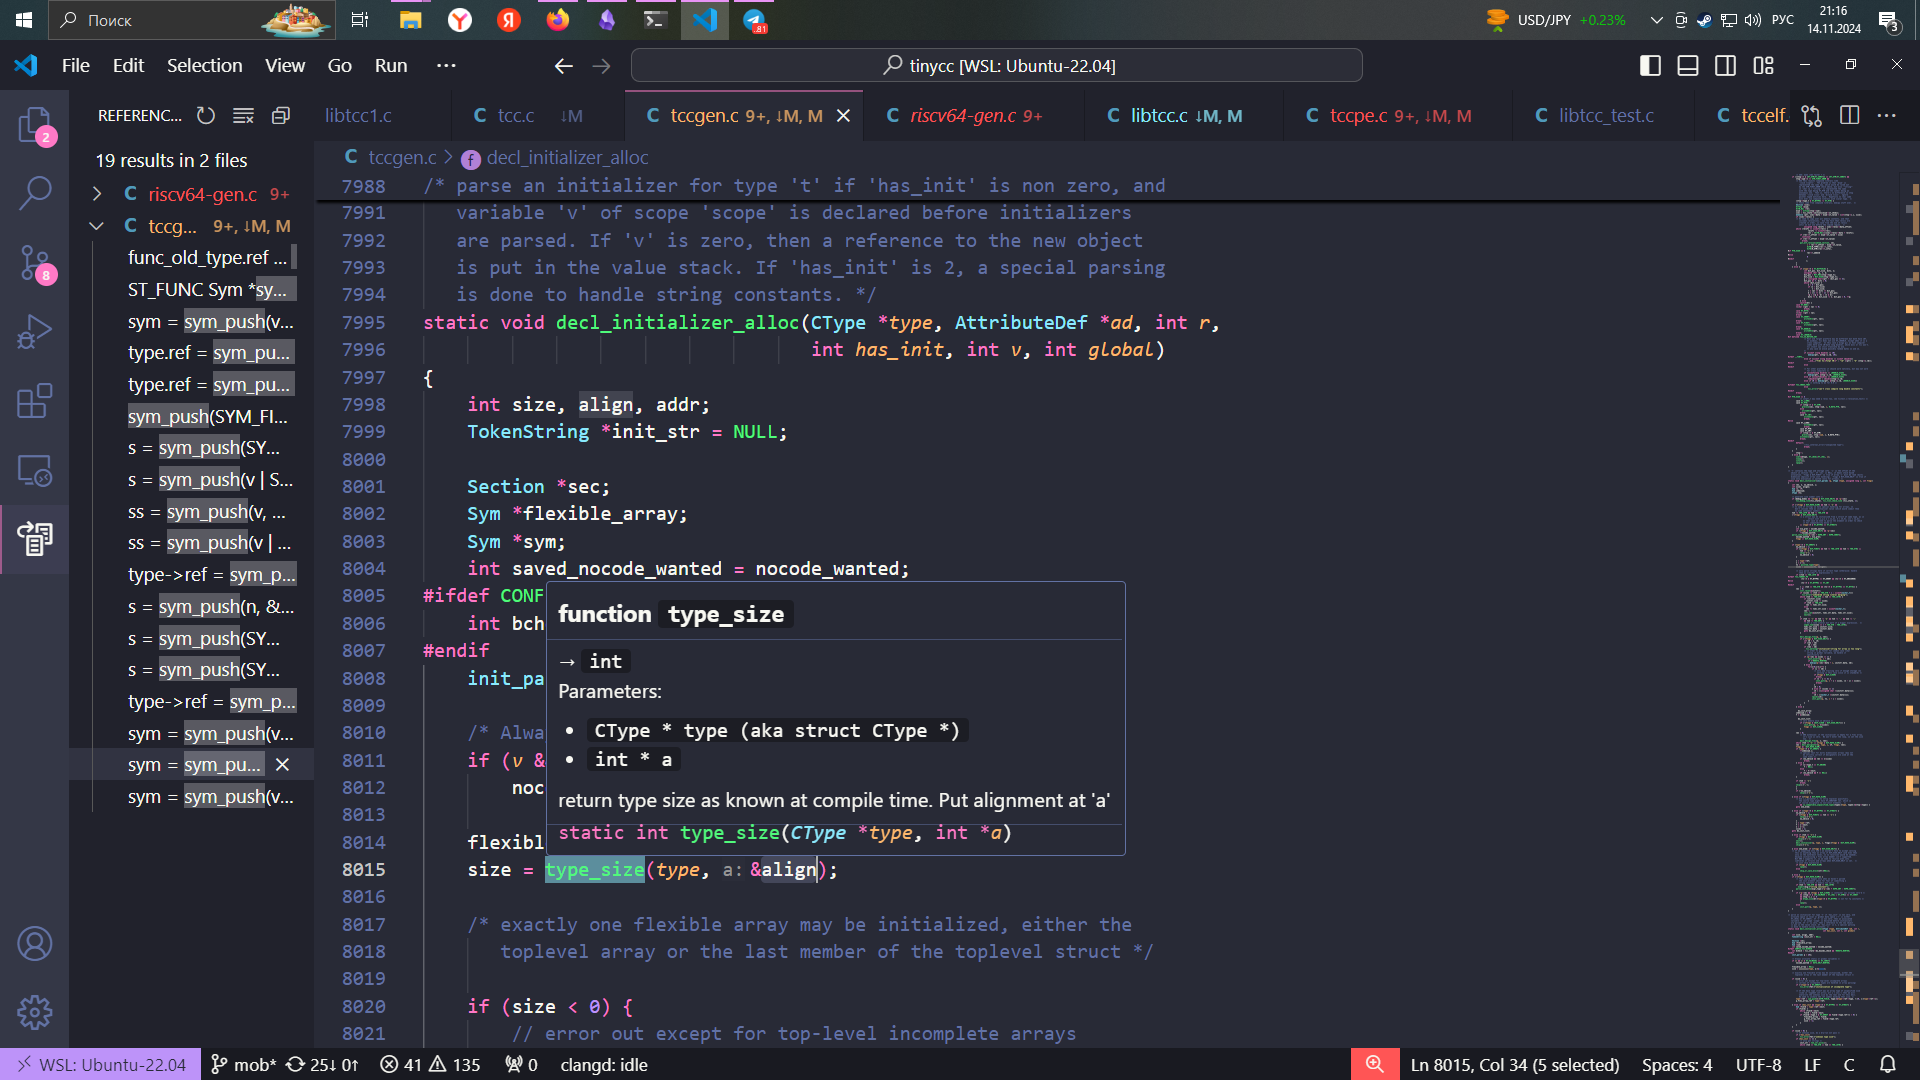 Поиск
81
USD/JPY +0.23%
РУС
21:16
14.11.2024
3
File Edit Selection View Go Run ···
tinycc [WSL: Ubuntu-22.04]
REFERENC...
libtcc1.c
C tcc.c ↓M
C tccgen.c 9+, ↓M, M
C riscv64-gen.c 9+
C libtcc.c ↓M, M
C tccpe.c 9+, ↓M, M
C libtcc_test.c
C tccelf.
2
8
19 results in 2 files
C riscv64-gen.c 9+
C tccg... 9+, ↓M, M
func_old_type.ref ...
ST_FUNC Sym *sy...
sym = sym_push(v...
type.ref = sym_pu...
type.ref = sym_pu...
sym_push(SYM_FI...
s = sym_push(SY...
s = sym_push(v | S...
ss = sym_push(v, ...
ss = sym_push(v | ...
type->ref = sym_p...
s = sym_push(n, &...
s = sym_push(SY...
s = sym_push(SY...
type->ref = sym_p...
sym = sym_push(v...
sym = sym_pu...
sym = sym_push(v...
C tccgen.c > f decl_initializer_alloc
7988 /* parse an initializer for type 't' if 'has_init' is non zero, and
7991 variable 'v' of scope 'scope' is declared before initializers
7992 are parsed. If 'v' is zero, then a reference to the new object
7993 is put in the value stack. If 'has_init' is 2, a special parsing
7994 is done to handle string constants. */
7995 static void decl_initializer_alloc(CType *type, AttributeDef *ad, int r,
7996 int has_init, int v, int global)
7997 {
7998 int size, align, addr;
7999 TokenString *init_str = NULL;
8000
8001 Section *sec;
8002 Sym *flexible_array;
8003 Sym *sym;
8004 int saved_nocode_wanted = nocode_wanted;
8005 #ifdef CONF
8006 int bch
8007 #endif
8008 init_pa
8009
8010 /* Alwa
8011 if (v &
8012 noc
8013
8014 flexibl
function type_size
→ int
Parameters:
• CType * type (aka struct CType *)
• int * a
return type size as known at compile time. Put alignment at 'a'
static int type_size(CType *type, int *a)
8015 size = type_size(type, a: &align);
8016
8017 /* exactly one flexible array may be initialized, either the
8018 toplevel array or the last member of the toplevel struct */
8019
8020 if (size < 0) {
8021 // error out except for top-level incomplete arrays
WSL: Ubuntu-22.04 mob* 25↓ 0↑ 41 135 0 clangd: idle
Ln 8015, Col 34 (5 selected) Spaces: 4 UTF-8 LF C